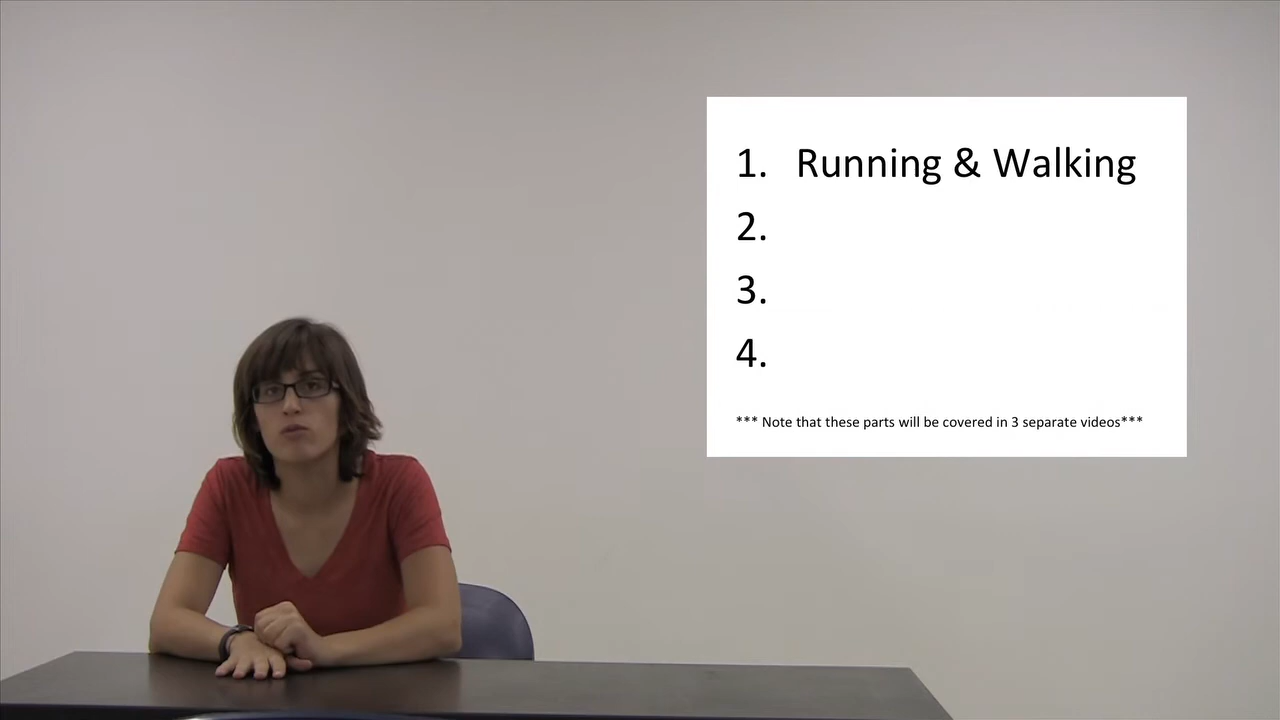 1. Running & Walking
2.
3.
4.
*** Note that these parts will be covered in 3 separate videos***